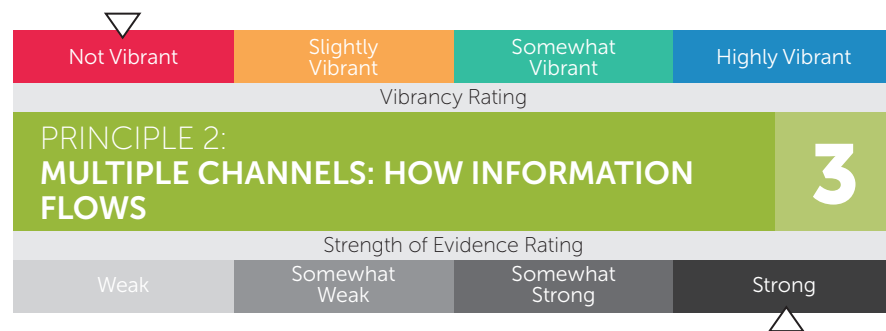 Not Vibrant
Slightly
Vibrant
Somewhat
Vibrant
Highly Vibrant
Vibrancy Rating
PRINCIPLE 2:
MULTIPLE CHANNELS: HOW INFORMATION
FLOWS
3
Strength of Evidence Rating
Weak
Somewhat
Weak
Somewhat
Strong
Strong